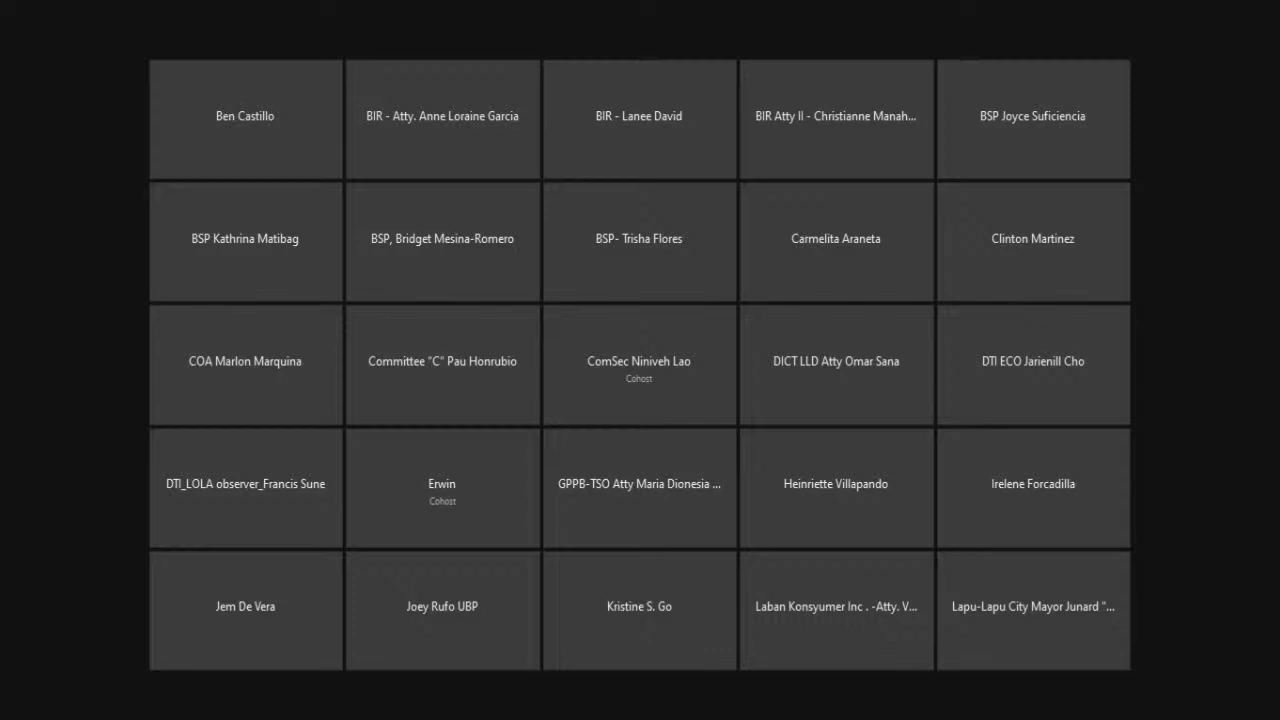 Ben Castillo
BIR - Atty. Anne Loraine Garcia
BIR - Lanee David
BIR Atty II - Christianne Manah...
BSP Joyce Suficiencia
BSP Kathrina Matibag
BSP, Bridget Mesina-Romero
BSP- Trisha Flores
Carmelita Araneta
Clinton Martinez
COA Marlon Marquina
Committee "C" Pau Honrubio
ComSec Niniveh Lao
Cohost
DICT LLD Atty Omar Sana
DTI ECO Jarienill Cho
DTI_LOLA observer_Francis Sune
Erwin
Cohost
GPPB-TSO Atty Maria Dionesia ...
Heinriette Villapando
Irelene Forcadilla
Jem De Vera
Joey Rufo UBP
Kristine S. Go
Laban Konsyumer Inc . -Atty. V...
Lapu-Lapu City Mayor Junard "...